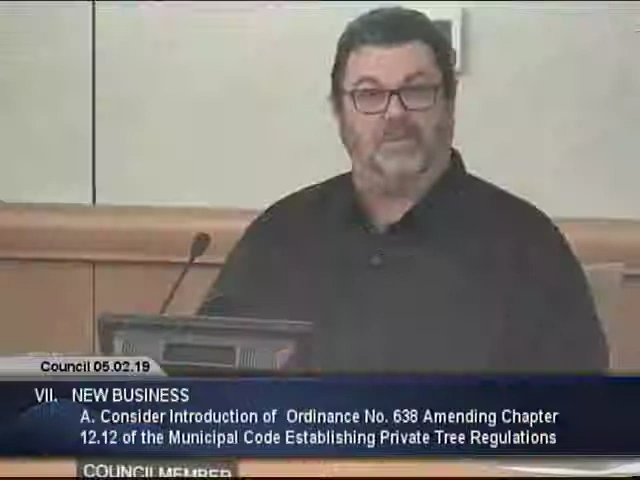 Council 05.02.19
VII. NEW BUSINESS
A. Consider Introduction of Ordinance No. 638 Amending Chapter
12.12 of the Municipal Code Establishing Private Tree Regulations
COUNCILMEMBER